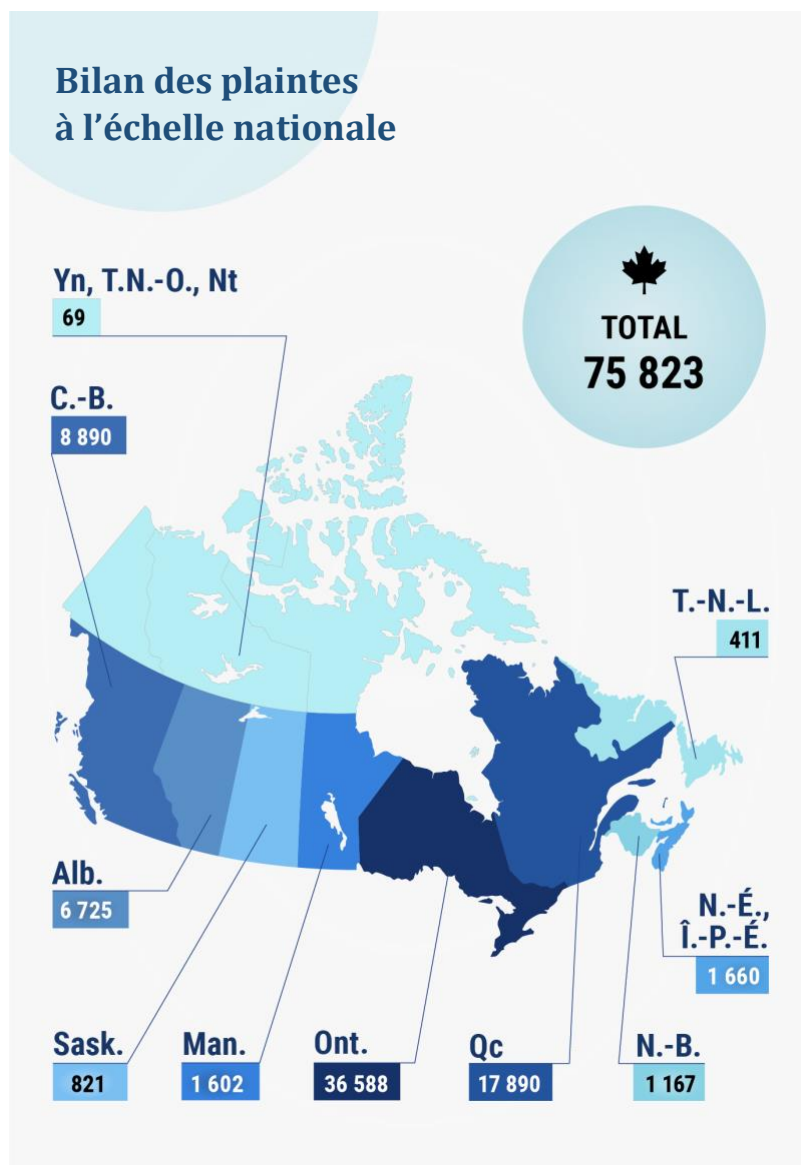 Bilan des plaintes
à l’échelle nationale
TOTAL
75 823
Yn, T.N.-O., Nt
69
C.-B.
8 890
T.-N.-L.
411
Alb.
6 725
N.-É.,
Î.-P.-É.
1 660
Sask.
821
Man.
1 602
Ont.
36 588
Qc
17 890
N.-B.
1 167